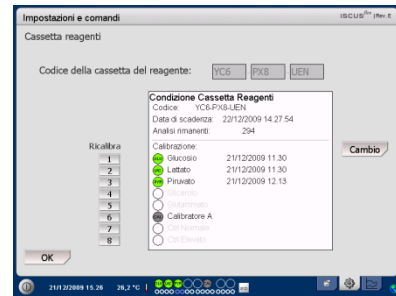 Impostazioni e comandi
ISCUSflex |Rev. E
Cassetta reagenti
Codice della cassetta del reagente:
YC6 - PX8 - UEN
Condizione Cassetta Reagenti
Codice: YC6-PX8-UEN
Data di scadenza: 22/12/2009 14.27.54
Analisi rimanenti: 294
Ricalibra
Calibrazione:
Cambio
1 Glucosio 21/12/2009 11.30
2 Lattato 21/12/2009 11.30
3 Piruvato 21/12/2009 12.13
4 Glicerolo
5 Glutammato
6 Calibratore A
7 Ctrl Normale
8 Ctrl Elevato
OK
21/12/2009 15.26 26,2 °C